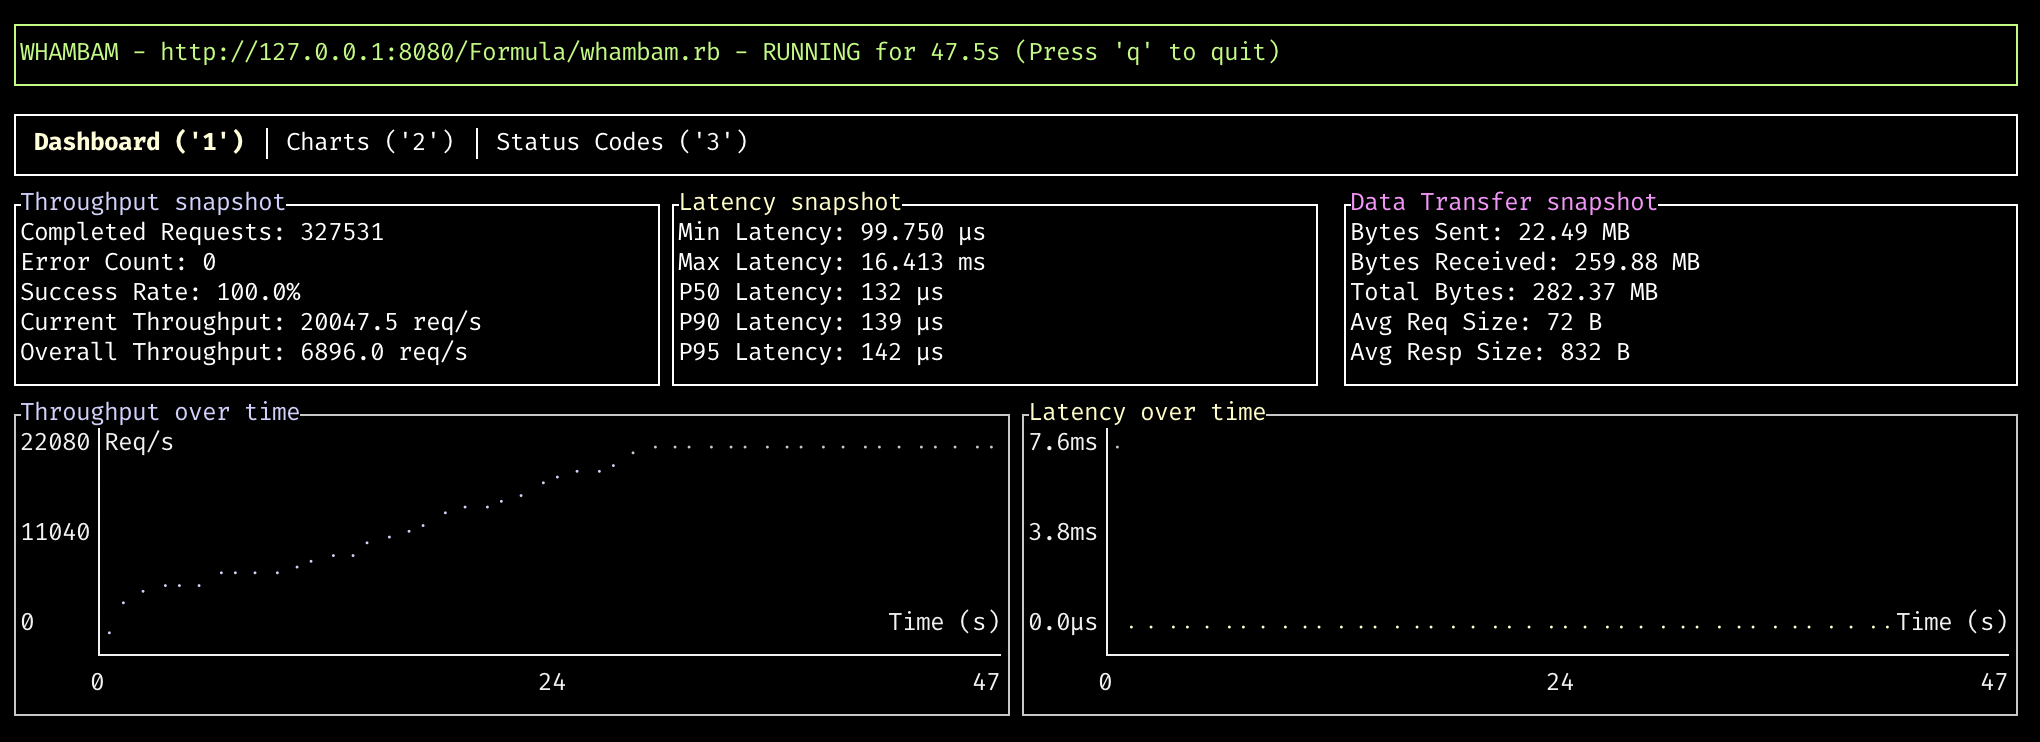 WHAMBAM - http://127.0.0.1:8080/Formula/whambam.rb - RUNNING for 47.5s (Press 'q' to quit)
Dashboard ('1') │ Charts ('2') │ Status Codes ('3')
Throughput snapshot
Completed Requests: 327531
Error Count: 0
Success Rate: 100.0%
Current Throughput: 20047.5 req/s
Overall Throughput: 6896.0 req/s
Latency snapshot
Min Latency: 99.750 µs
Max Latency: 16.413 ms
P50 Latency: 132 µs
P90 Latency: 139 µs
P95 Latency: 142 µs
Data Transfer snapshot
Bytes Sent: 22.49 MB
Bytes Received: 259.88 MB
Total Bytes: 282.37 MB
Avg Req Size: 72 B
Avg Resp Size: 832 B
Throughput over time
22080 Req/s
11040
0 Time (s)
0 24 47
Latency over time
7.6ms
3.8ms
0.0µs Time (s)
0 24 47